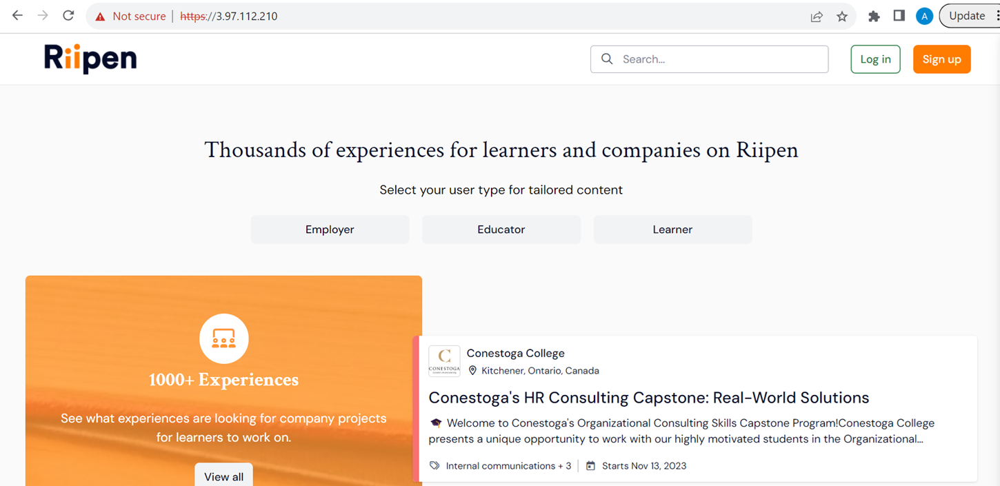 Not secure | https://3.97.112.210
A
Update
Riipen
Search...
Log in
Sign up
Thousands of experiences for learners and companies on Riipen
Select your user type for tailored content
Employer
Educator
Learner
1000+ Experiences
See what experiences are looking for company projects
for learners to work on.
View all
C
CONESTOGA
Conestoga College
Kitchener, Ontario, Canada
Conestoga's HR Consulting Capstone: Real-World Solutions
🎓 Welcome to Conestoga's Organizational Consulting Skills Capstone Program!Conestoga College
presents a unique opportunity to work with our highly motivated students in the Organizational...
Internal communications + 3
Starts Nov 13, 2023